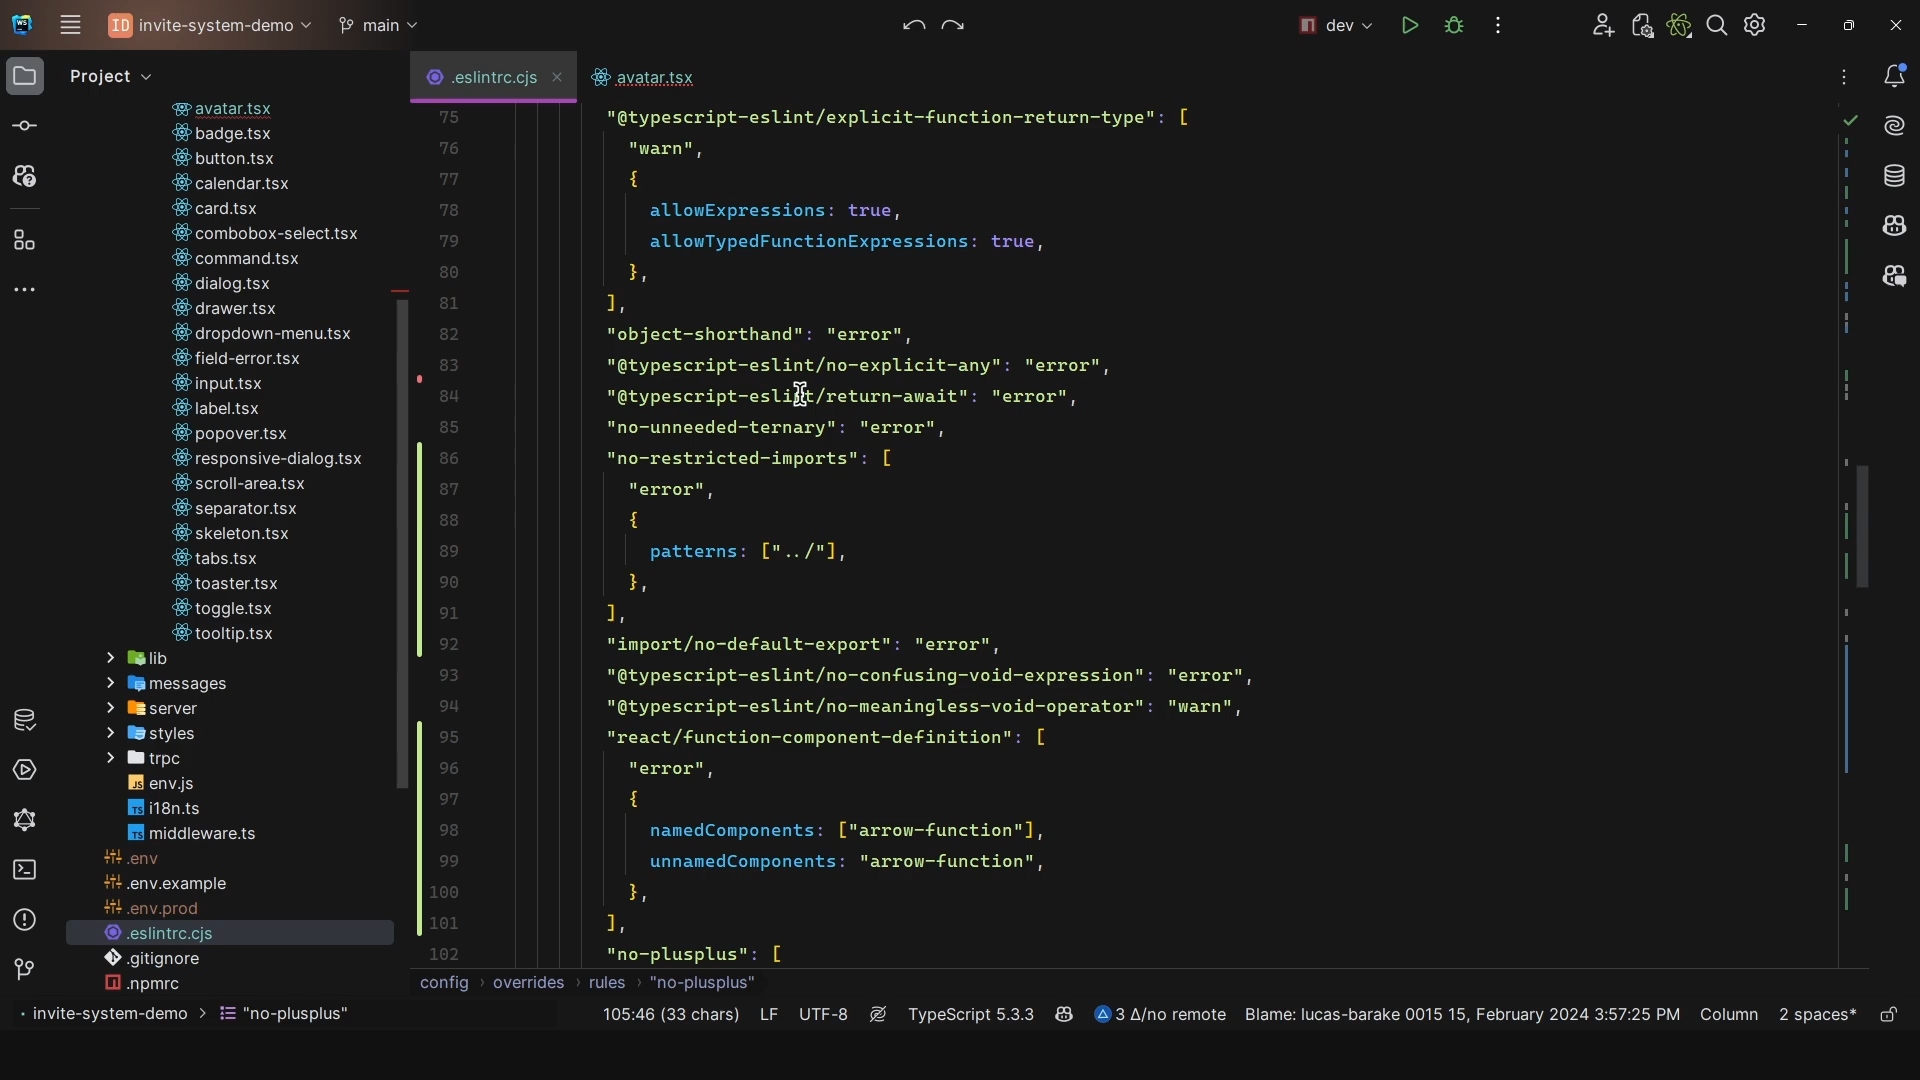 WS
ID invite-system-demo
main
dev
Project
.eslintrc.cjs
avatar.tsx
avatar.tsx
badge.tsx
button.tsx
calendar.tsx
card.tsx
combobox-select.tsx
command.tsx
dialog.tsx
drawer.tsx
dropdown-menu.tsx
field-error.tsx
input.tsx
label.tsx
popover.tsx
responsive-dialog.tsx
scroll-area.tsx
separator.tsx
skeleton.tsx
tabs.tsx
toaster.tsx
toggle.tsx
tooltip.tsx
lib
messages
server
styles
trpc
JS env.js
TS i18n.ts
TS middleware.ts
.env
.env.example
.env.prod
.eslintrc.cjs
.gitignore
.npmrc
75 "@typescript-eslint/explicit-function-return-type": [
76 "warn",
77 {
78 allowExpressions: true,
79 allowTypedFunctionExpressions: true,
80 },
81 ],
82 "object-shorthand": "error",
83 "@typescript-eslint/no-explicit-any": "error",
84 "@typescript-eslint/return-await": "error",
85 "no-unneeded-ternary": "error",
86 "no-restricted-imports": [
87 "error",
88 {
89 patterns: ["../"],
90 },
91 ],
92 "import/no-default-export": "error",
93 "@typescript-eslint/no-confusing-void-expression": "error",
94 "@typescript-eslint/no-meaningless-void-operator": "warn",
95 "react/function-component-definition": [
96 "error",
97 {
98 namedComponents: ["arrow-function"],
99 unnamedComponents: "arrow-function",
100 },
101 ],
102 "no-plusplus": [
config › overrides › rules › "no-plusplus"
invite-system-demo › "no-plusplus"
105:46 (33 chars) LF UTF-8 TypeScript 5.3.3 3 Δ/no remote Blame: lucas-barake 0015 15, February 2024 3:57:25 PM Column 2 spaces*